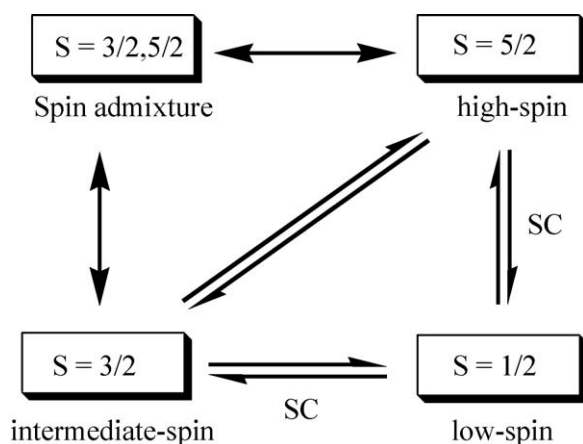 S = 3/2,5/2
Spin admixture
S = 5/2
high-spin
SC
S = 3/2
intermediate-spin
SC
S = 1/2
low-spin